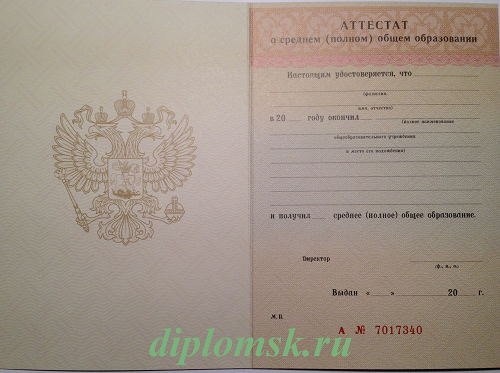 АТТЕСТАТ
о среднем (полном) общем образовании
Настоящим удостоверяется, что
(фамилия,
имя, отчество)
в 20 году окончил
(полное наименование
общеобразовательного учреждения
и место его нахождения)
и получил среднее (полное) общее образование.
Директор
(ф., и., о.)
Выдан « » 20 г.
М.П.
А № 7017340
diplomsk.ru